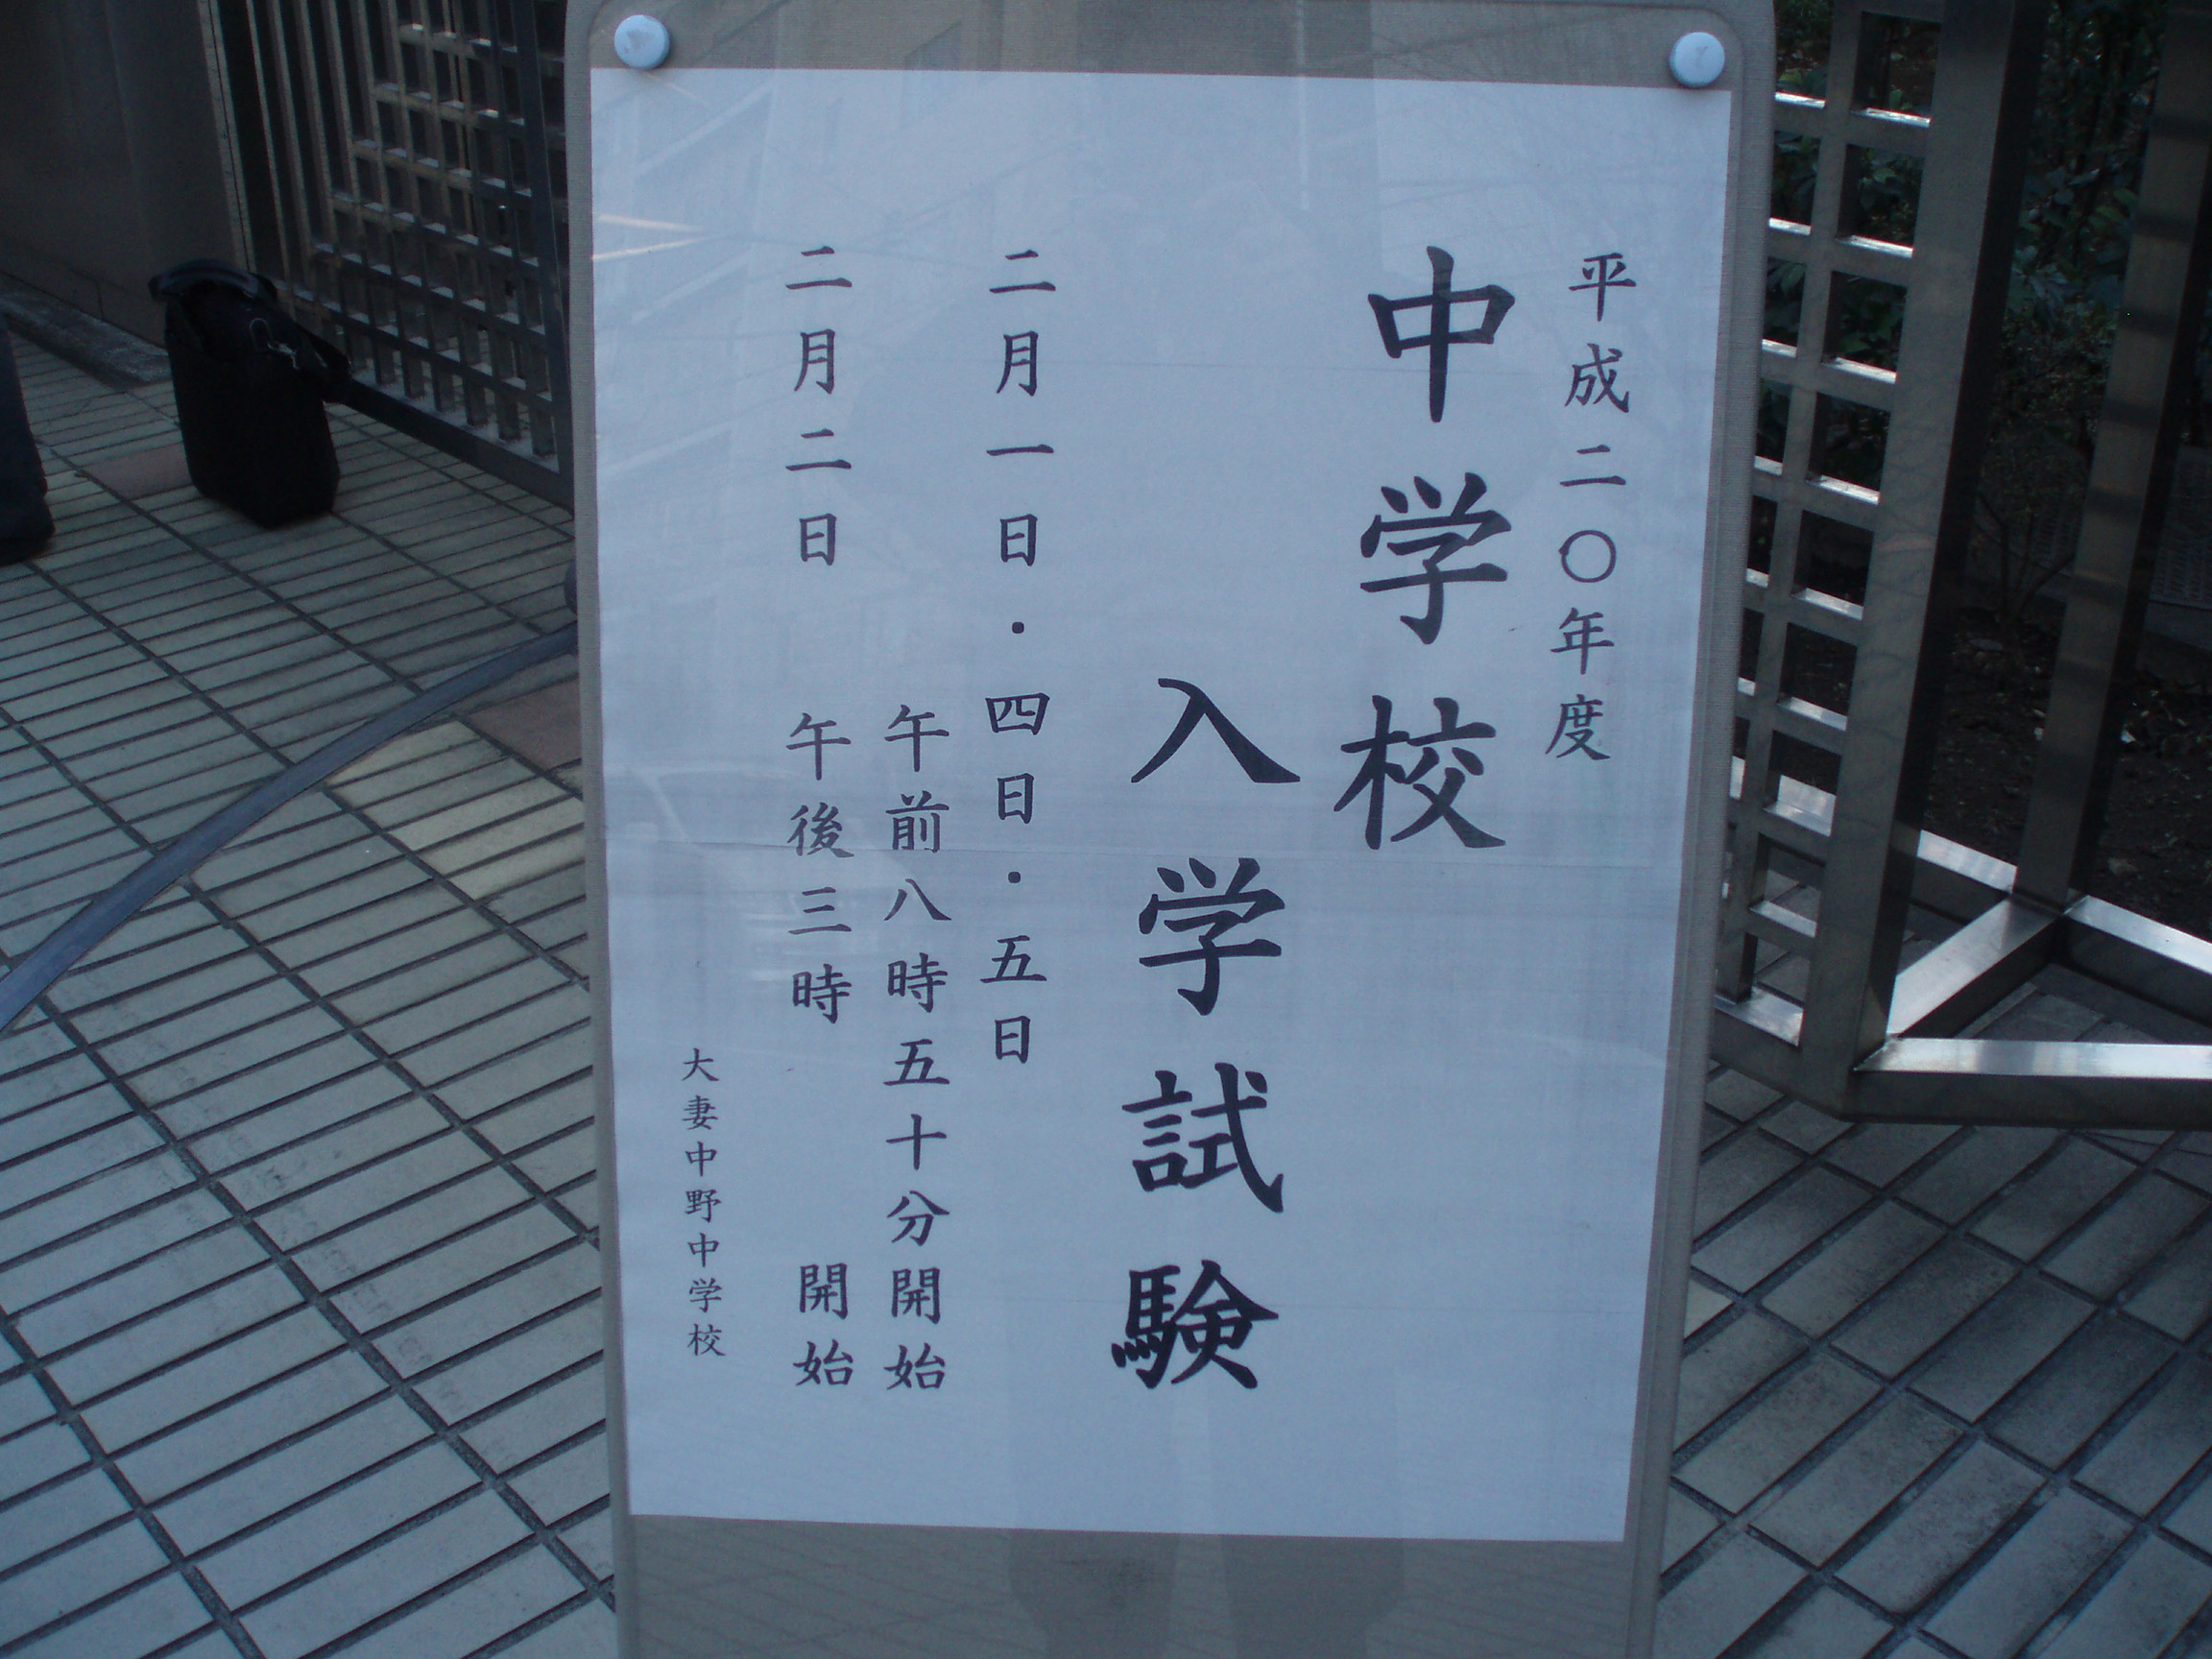 平成二〇年度
中学校
入学試験
二月一日・四日・五日
午前八時五十分開始
二月二日 午後三時 開始
大妻中野中学校